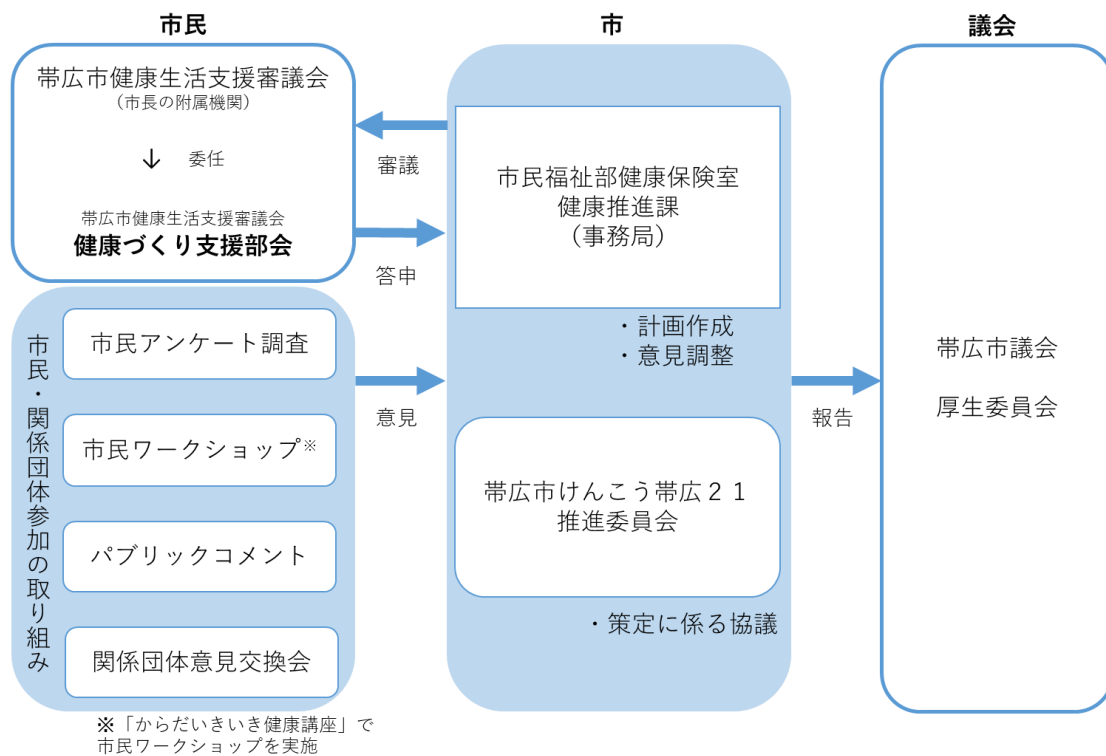 市民
帯広市健康生活支援審議会
（市長の附属機関）
↓ 委任
帯広市健康生活支援審議会
健康づくり支援部会
市民・関係団体参加の取り組み
市民アンケート調査
市民ワークショップ※
パブリックコメント
関係団体意見交換会
※「からだいきいき健康講座」で
市民ワークショップを実施
審議
答申
意見
市
市民福祉部健康保険室
健康推進課
（事務局）
・計画作成
・意見調整
帯広市けんこう帯広２１
推進委員会
・策定に係る協議
報告
議会
帯広市議会
厚生委員会